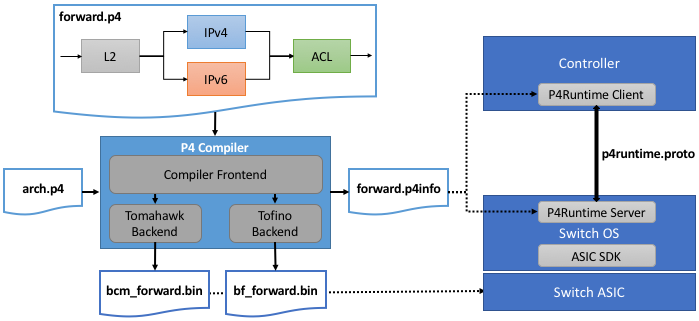 forward.p4
L2
IPv4
IPv6
ACL
Controller
P4Runtime Client
p4runtime.proto
P4 Compiler
Compiler Frontend
Tomahawk
Backend
Tofino
Backend
arch.p4
forward.p4info
P4Runtime Server
Switch OS
ASIC SDK
bcm_forward.bin
bf_forward.bin
Switch ASIC